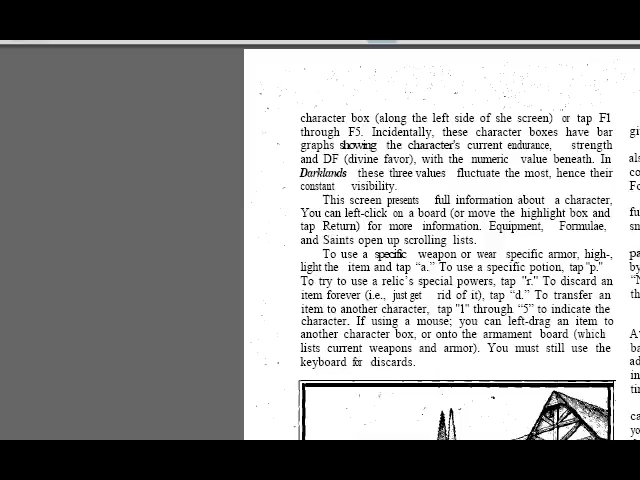 character box (along the left side of she screen) or tap F1
through F5. Incidentally, these character boxes have bar
graphs showing the character's current endurance, strength
and DF (divine favor), with the numeric value beneath. In
Darklands these three values fluctuate the most, hence their
constant visibility.
This screen presents full information about a character,
You can left-click on a board (or move the highlight box and
tap Return) for more information. Equipment, Formulae,
and Saints open up scrolling lists.
To use a specific weapon or wear specific armor, high-,
light the item and tap “a.” To use a specific potion, tap "p."
To try to use a relic’s special powers, tap "r." To discard an
item forever (i.e., just get rid of it), tap “d.” To transfer an
item to another character, tap "1" through “5” to indicate the
character. If using a mouse; you can left-drag an item to
another character box, or onto the armament board (which
lists current weapons and armor). You must still use the
keyboard for discards.